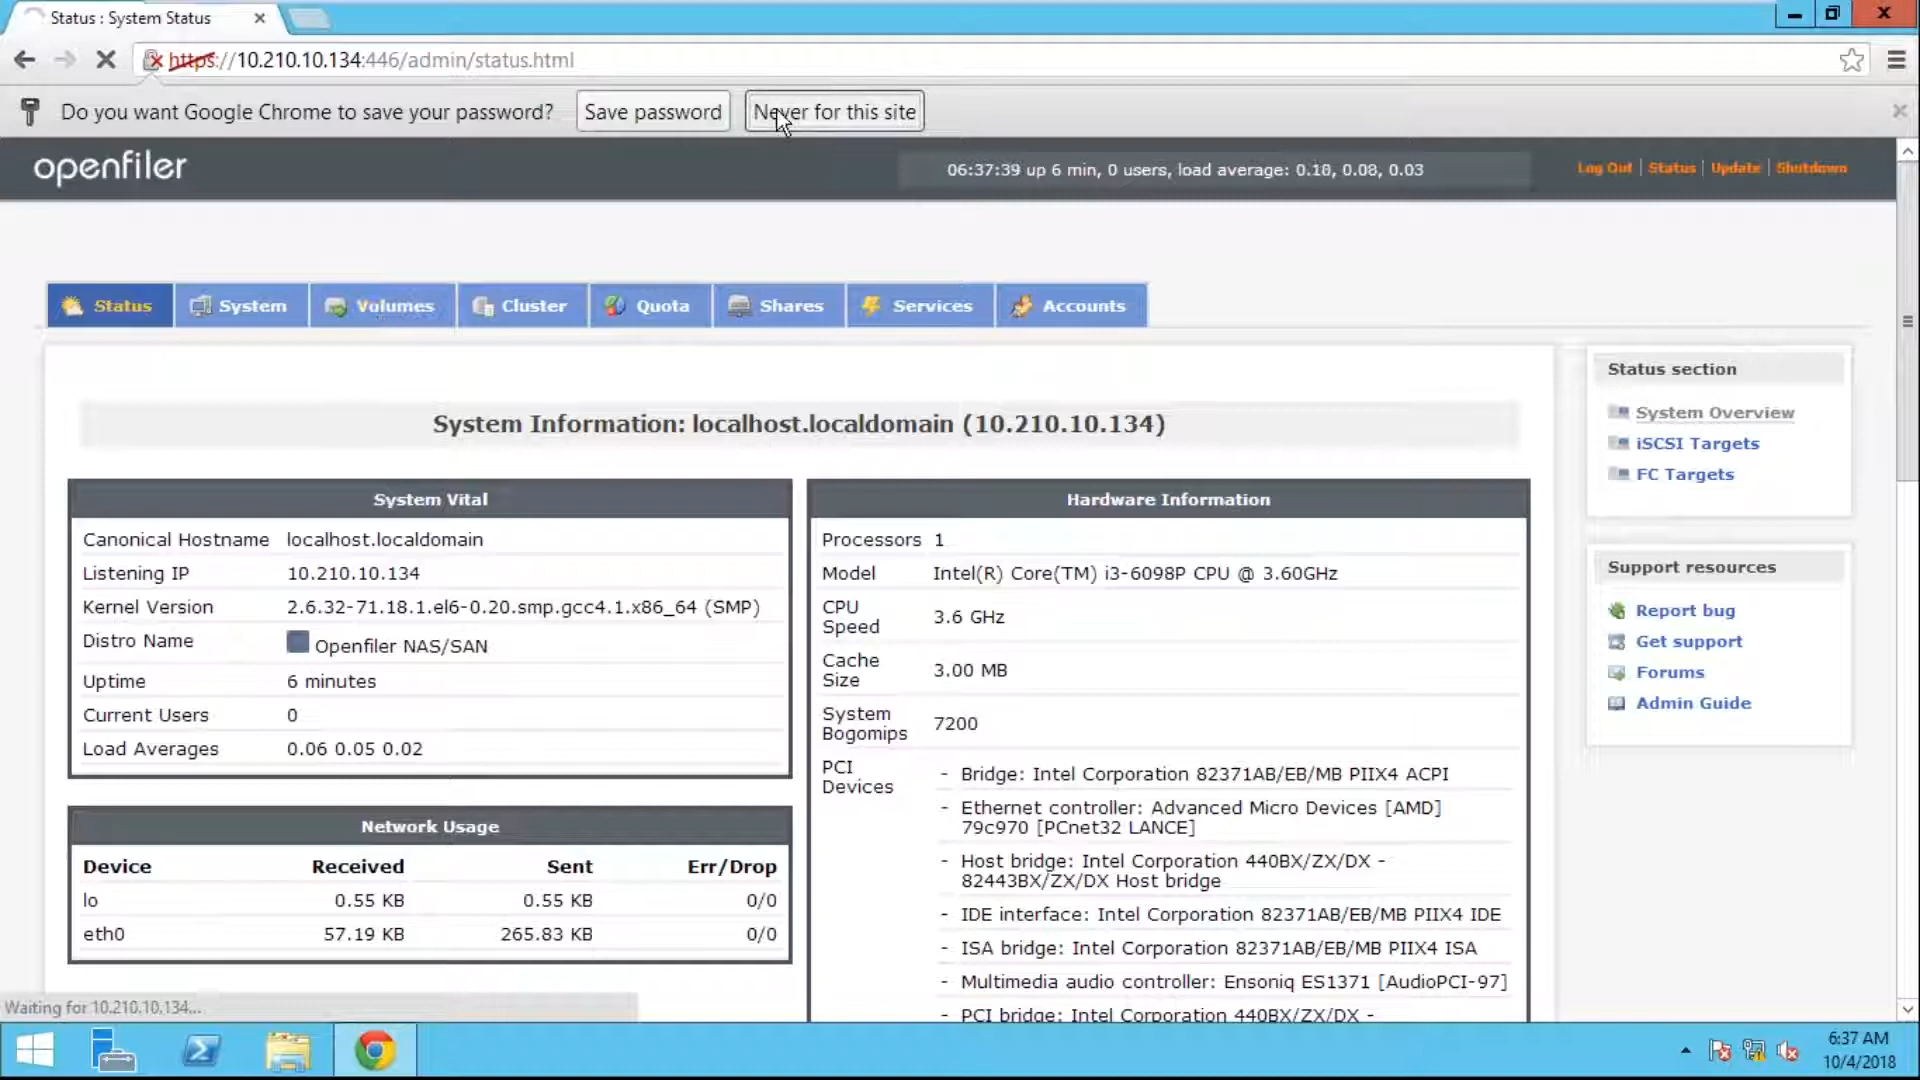 Status : System Status
https://10.210.10.134:446/admin/status.html
Do you want Google Chrome to save your password? Save password Never for this site
openfiler
06:37:39 up 6 min, 0 users, load average: 0.10, 0.08, 0.03
Log Out | Status | Update | Shutdown
Status System Volumes Cluster Quota Shares Services Accounts
System Information: localhost.localdomain (10.210.10.134)
System Vital
Canonical Hostname localhost.localdomain
Listening IP 10.210.10.134
Kernel Version 2.6.32-71.18.1.el6-0.20.smp.gcc4.1.x86_64 (SMP)
Distro Name Openfiler NAS/SAN
Uptime 6 minutes
Current Users 0
Load Averages 0.06 0.05 0.02
Network Usage
Device Received Sent Err/Drop
lo 0.55 KB 0.55 KB 0/0
eth0 57.19 KB 265.83 KB 0/0
Hardware Information
Processors 1
Model Intel(R) Core(TM) i3-6098P CPU @ 3.60GHz
CPU
Speed 3.6 GHz
Cache
Size 3.00 MB
System
Bogomips 7200
PCI
Devices
- Bridge: Intel Corporation 82371AB/EB/MB PIIX4 ACPI
- Ethernet controller: Advanced Micro Devices [AMD]
79c970 [PCnet32 LANCE]
- Host bridge: Intel Corporation 440BX/ZX/DX -
82443BX/ZX/DX Host bridge
- IDE interface: Intel Corporation 82371AB/EB/MB PIIX4 IDE
- ISA bridge: Intel Corporation 82371AB/EB/MB PIIX4 ISA
- Multimedia audio controller: Ensoniq ES1371 [AudioPCI-97]
- PCI bridge: Intel Corporation 440BX/ZX/DX -
Status section
System Overview
iSCSI Targets
FC Targets
Support resources
Report bug
Get support
Forums
Admin Guide
Waiting for 10.210.10.134...
6:37 AM
10/4/2018